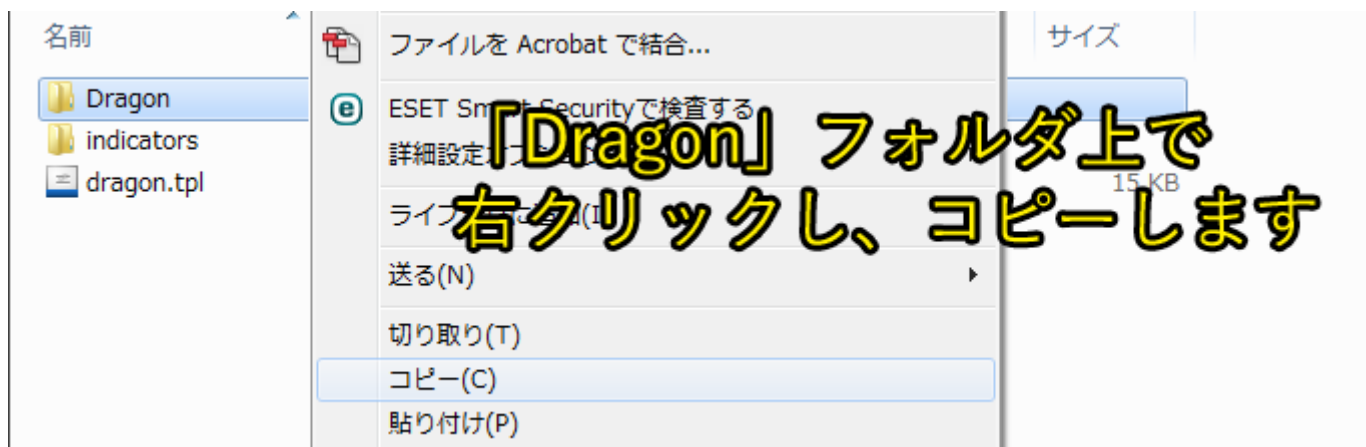 名前
サイズ
Dragon
indicators
dragon.tpl
15 KB
ファイルを Acrobat で結合...
ESET Smart Securityで検査する
詳細設定
「Dragon」フォルダ上で
右クリックし、コピーします
送る(N)
切り取り(T)
コピー(C)
貼り付け(P)